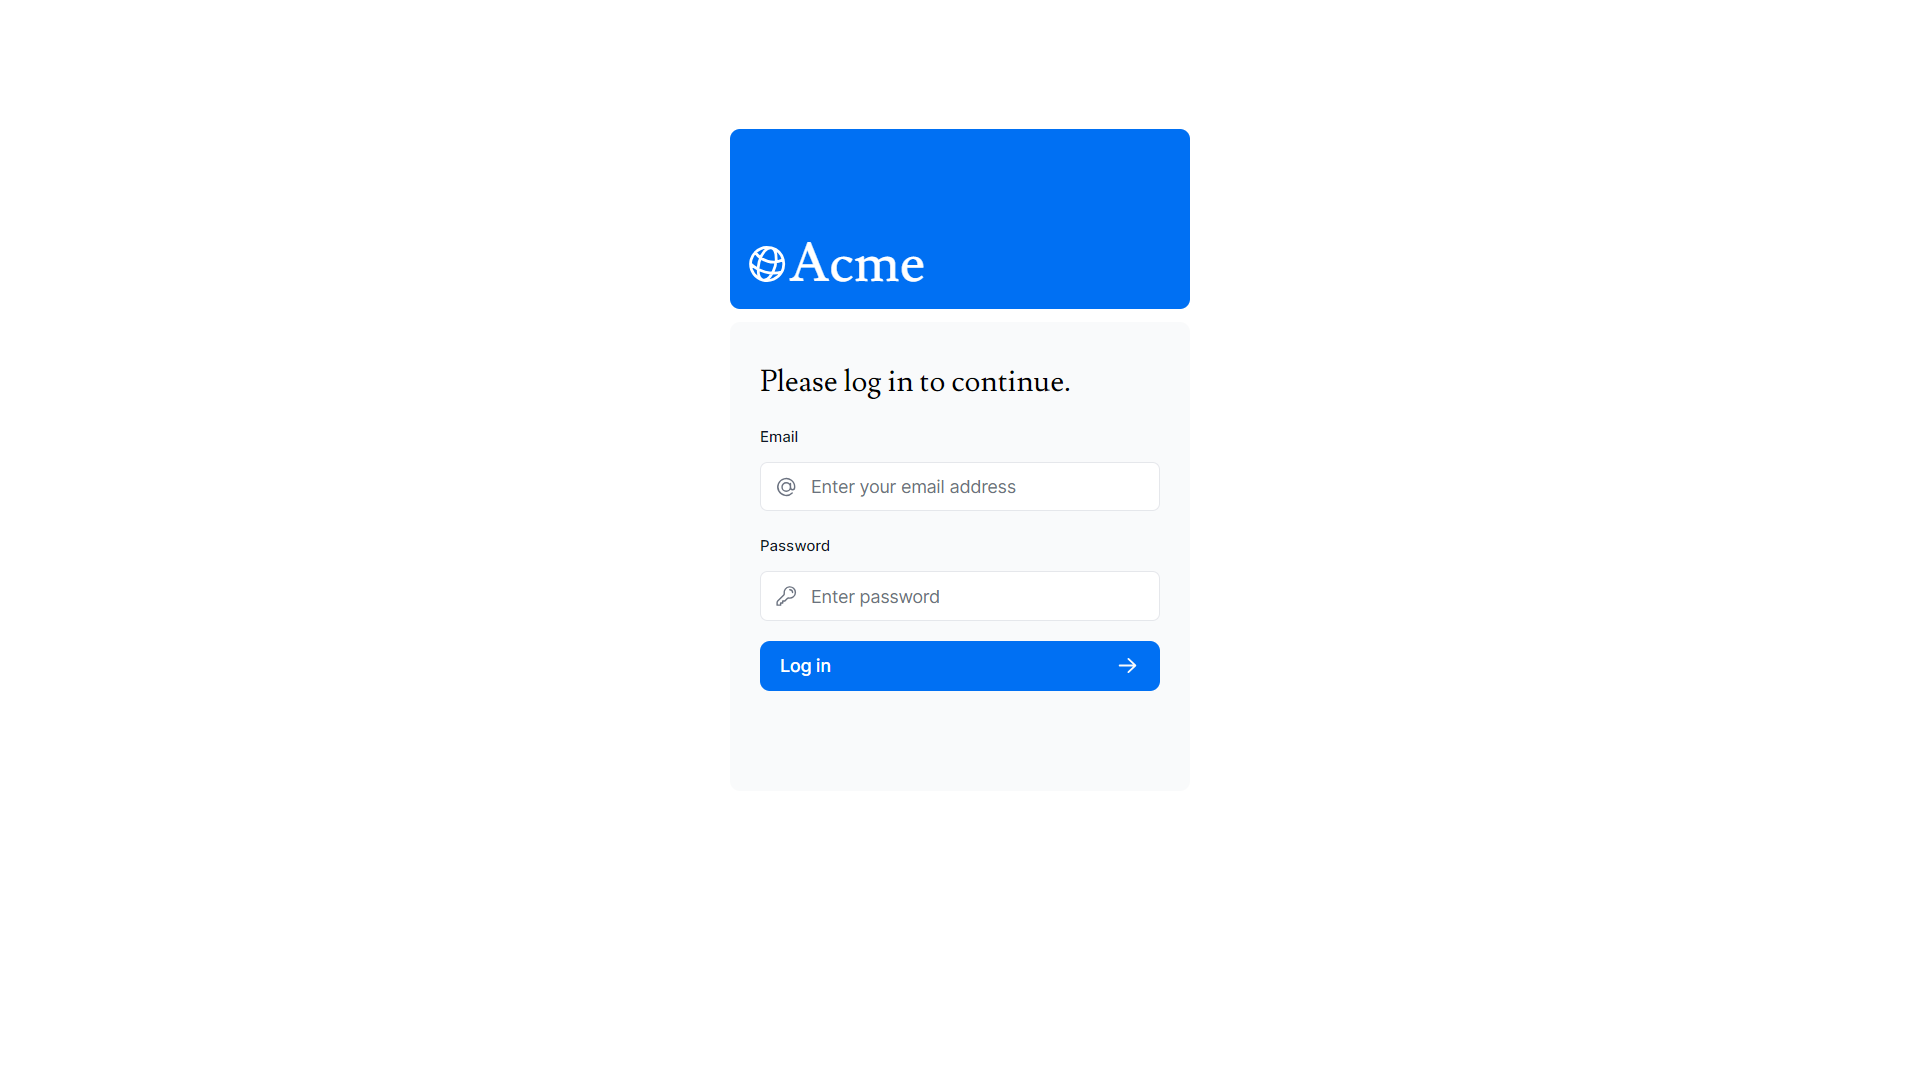 Acme
Please log in to continue.
Email
Enter your email address
Password
Enter password
Log in